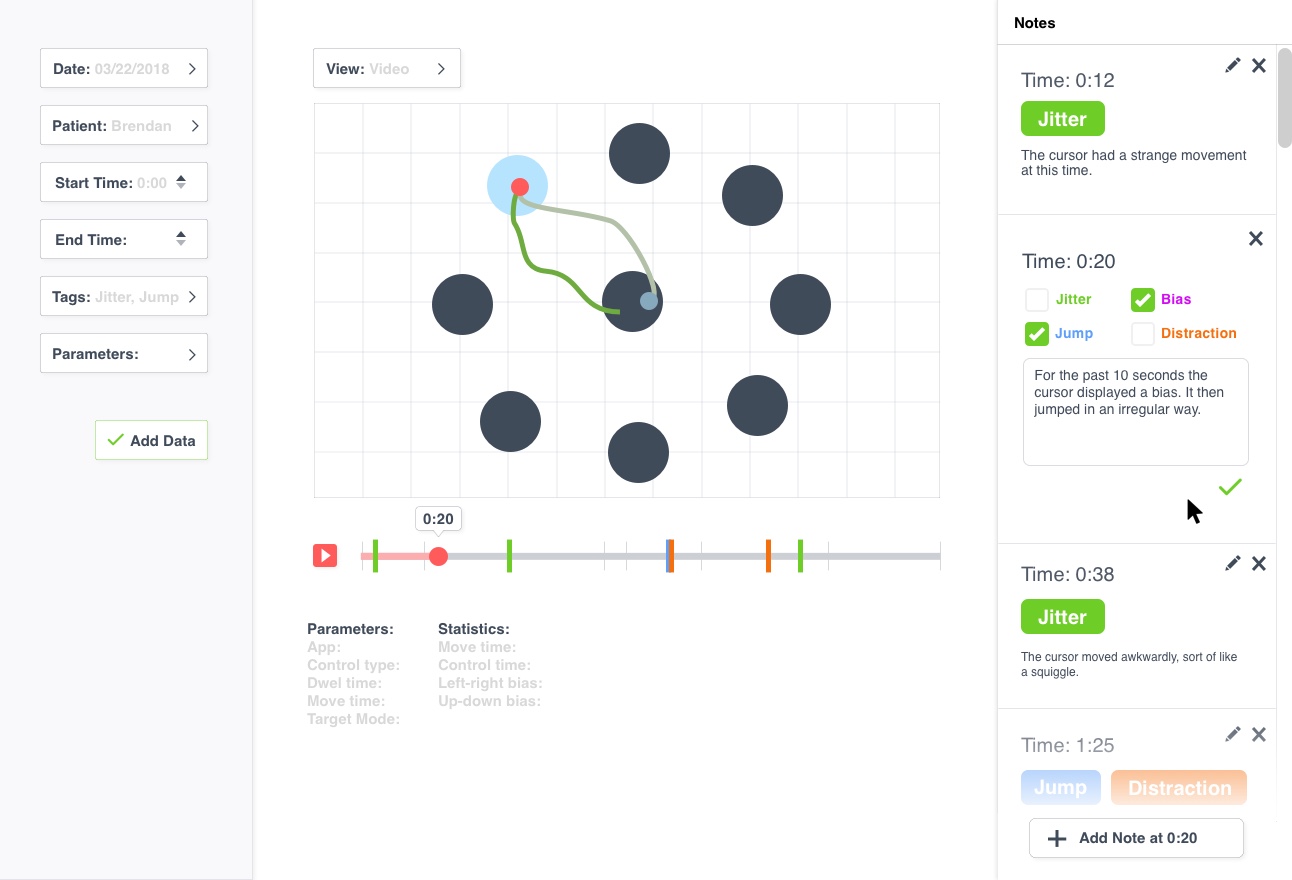 Date: 03/22/2018
Patient: Brendan
Start Time: 0:00
End Time:
Tags: Jitter, Jump
Parameters:
Add Data
View: Video
0:20
Parameters:
App:
Control type:
Dwel time:
Move time:
Target Mode:
Statistics:
Move time:
Control time:
Left-right bias:
Up-down bias:
Notes
Time: 0:12
Jitter
The cursor had a strange movement
at this time.
Time: 0:20
Jitter Bias
Jump Distraction
For the past 10 seconds the
cursor displayed a bias. It then
jumped in an irregular way.
Time: 0:38
Jitter
The cursor moved awkwardly, sort of like
a squiggle.
Time: 1:25
Jump Distraction
Add Note at 0:20